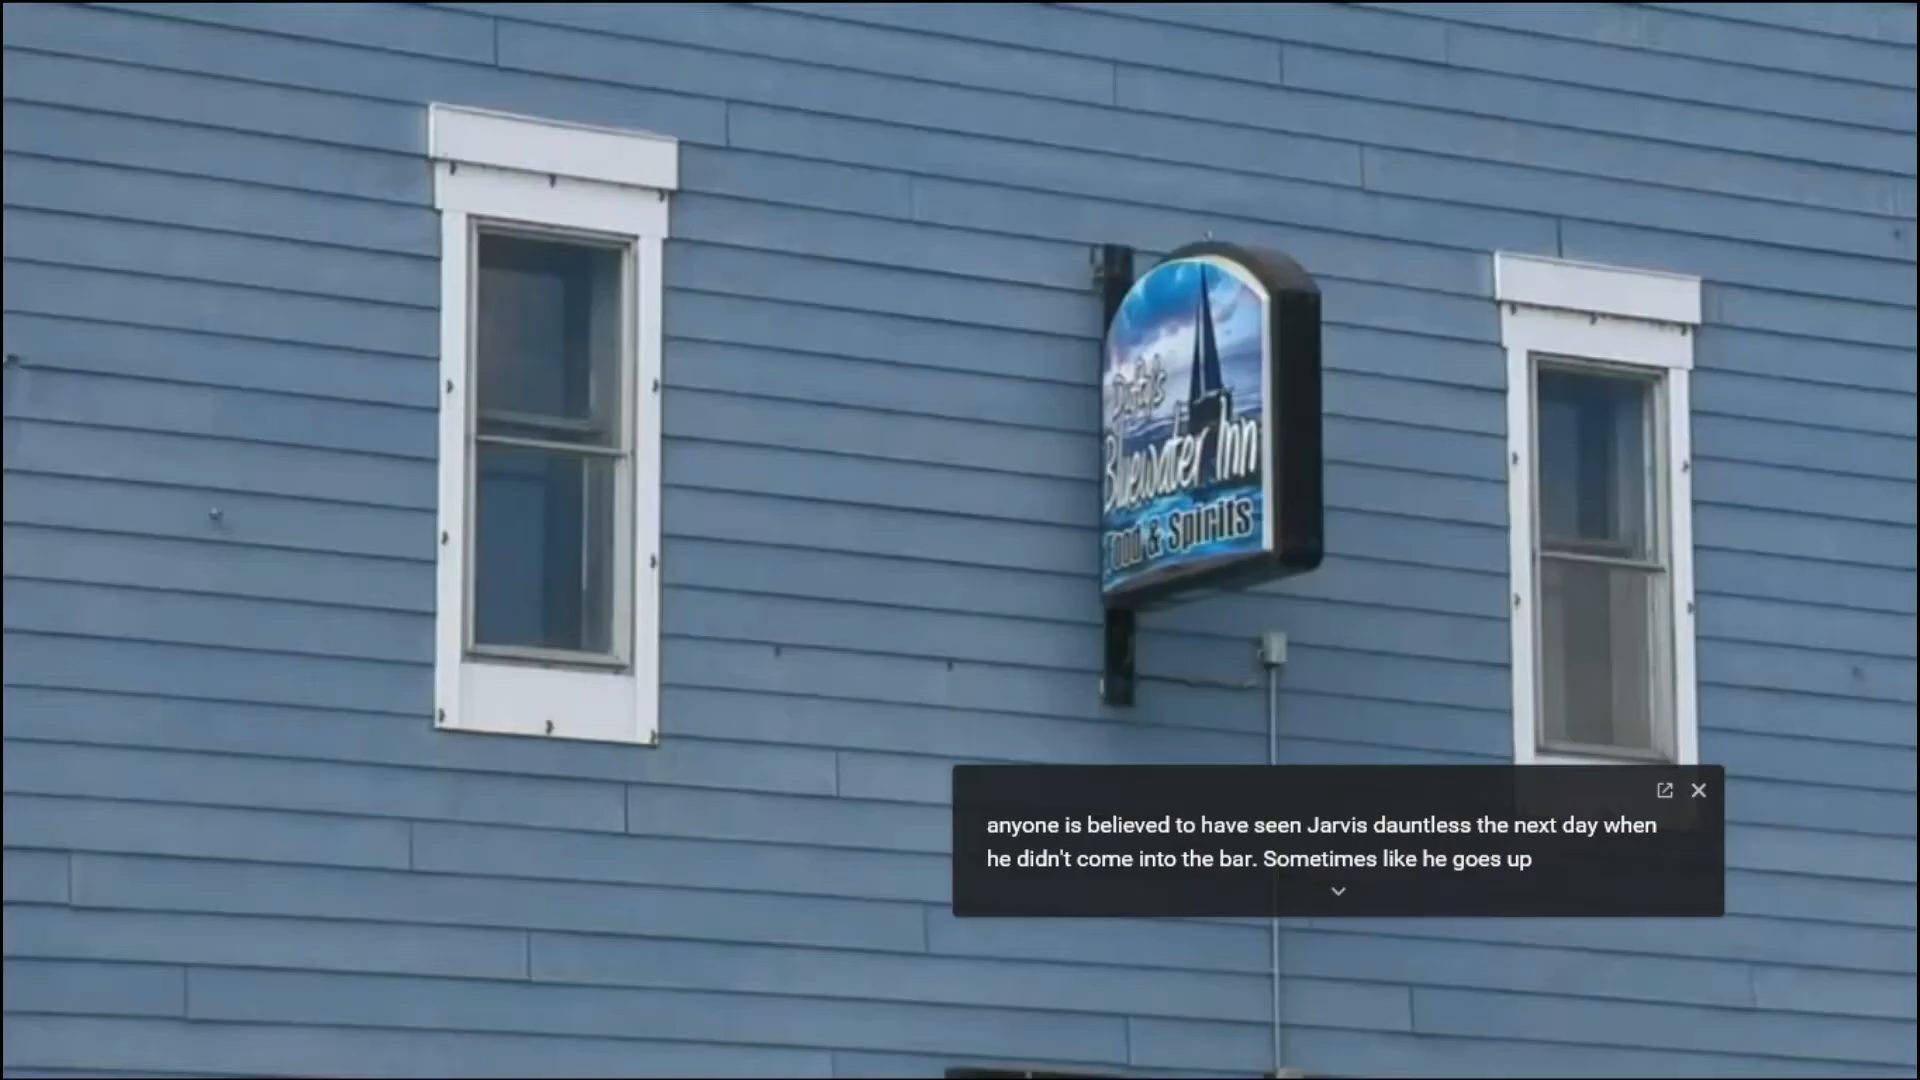 Bluewater Inn
Food & Spirits
anyone is believed to have seen Jarvis dauntless the next day when
he didn't come into the bar. Sometimes like he goes up